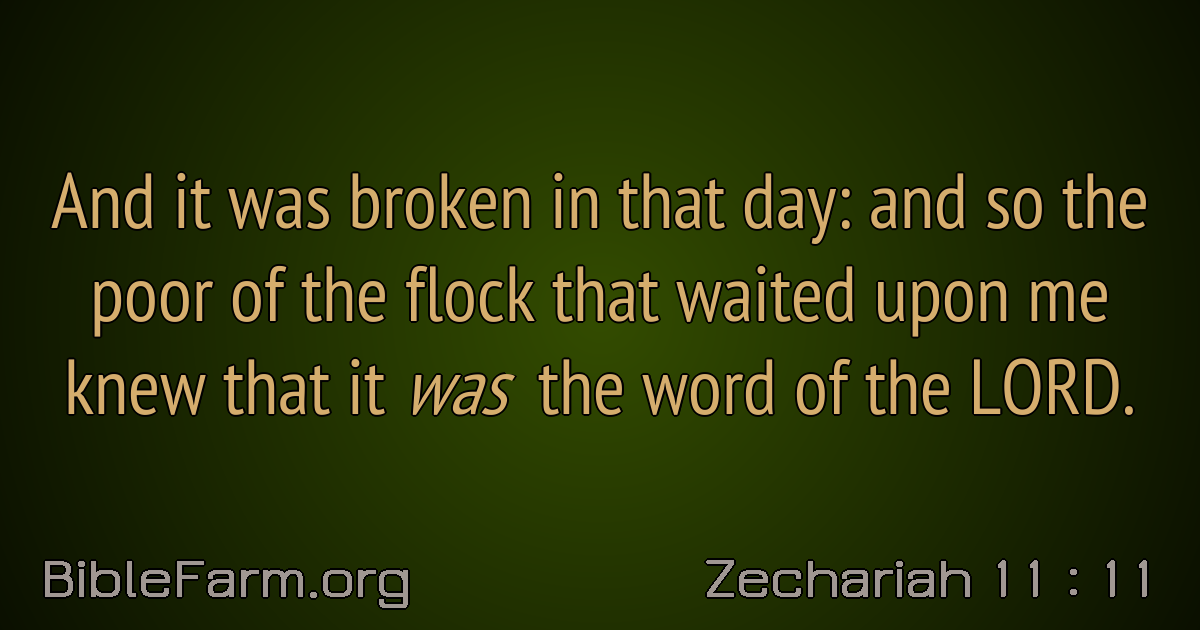 And it was broken in that day: and so the
poor of the flock that waited upon me
knew that it was the word of the LORD.
BibleFarm.org
Zechariah 11 : 11